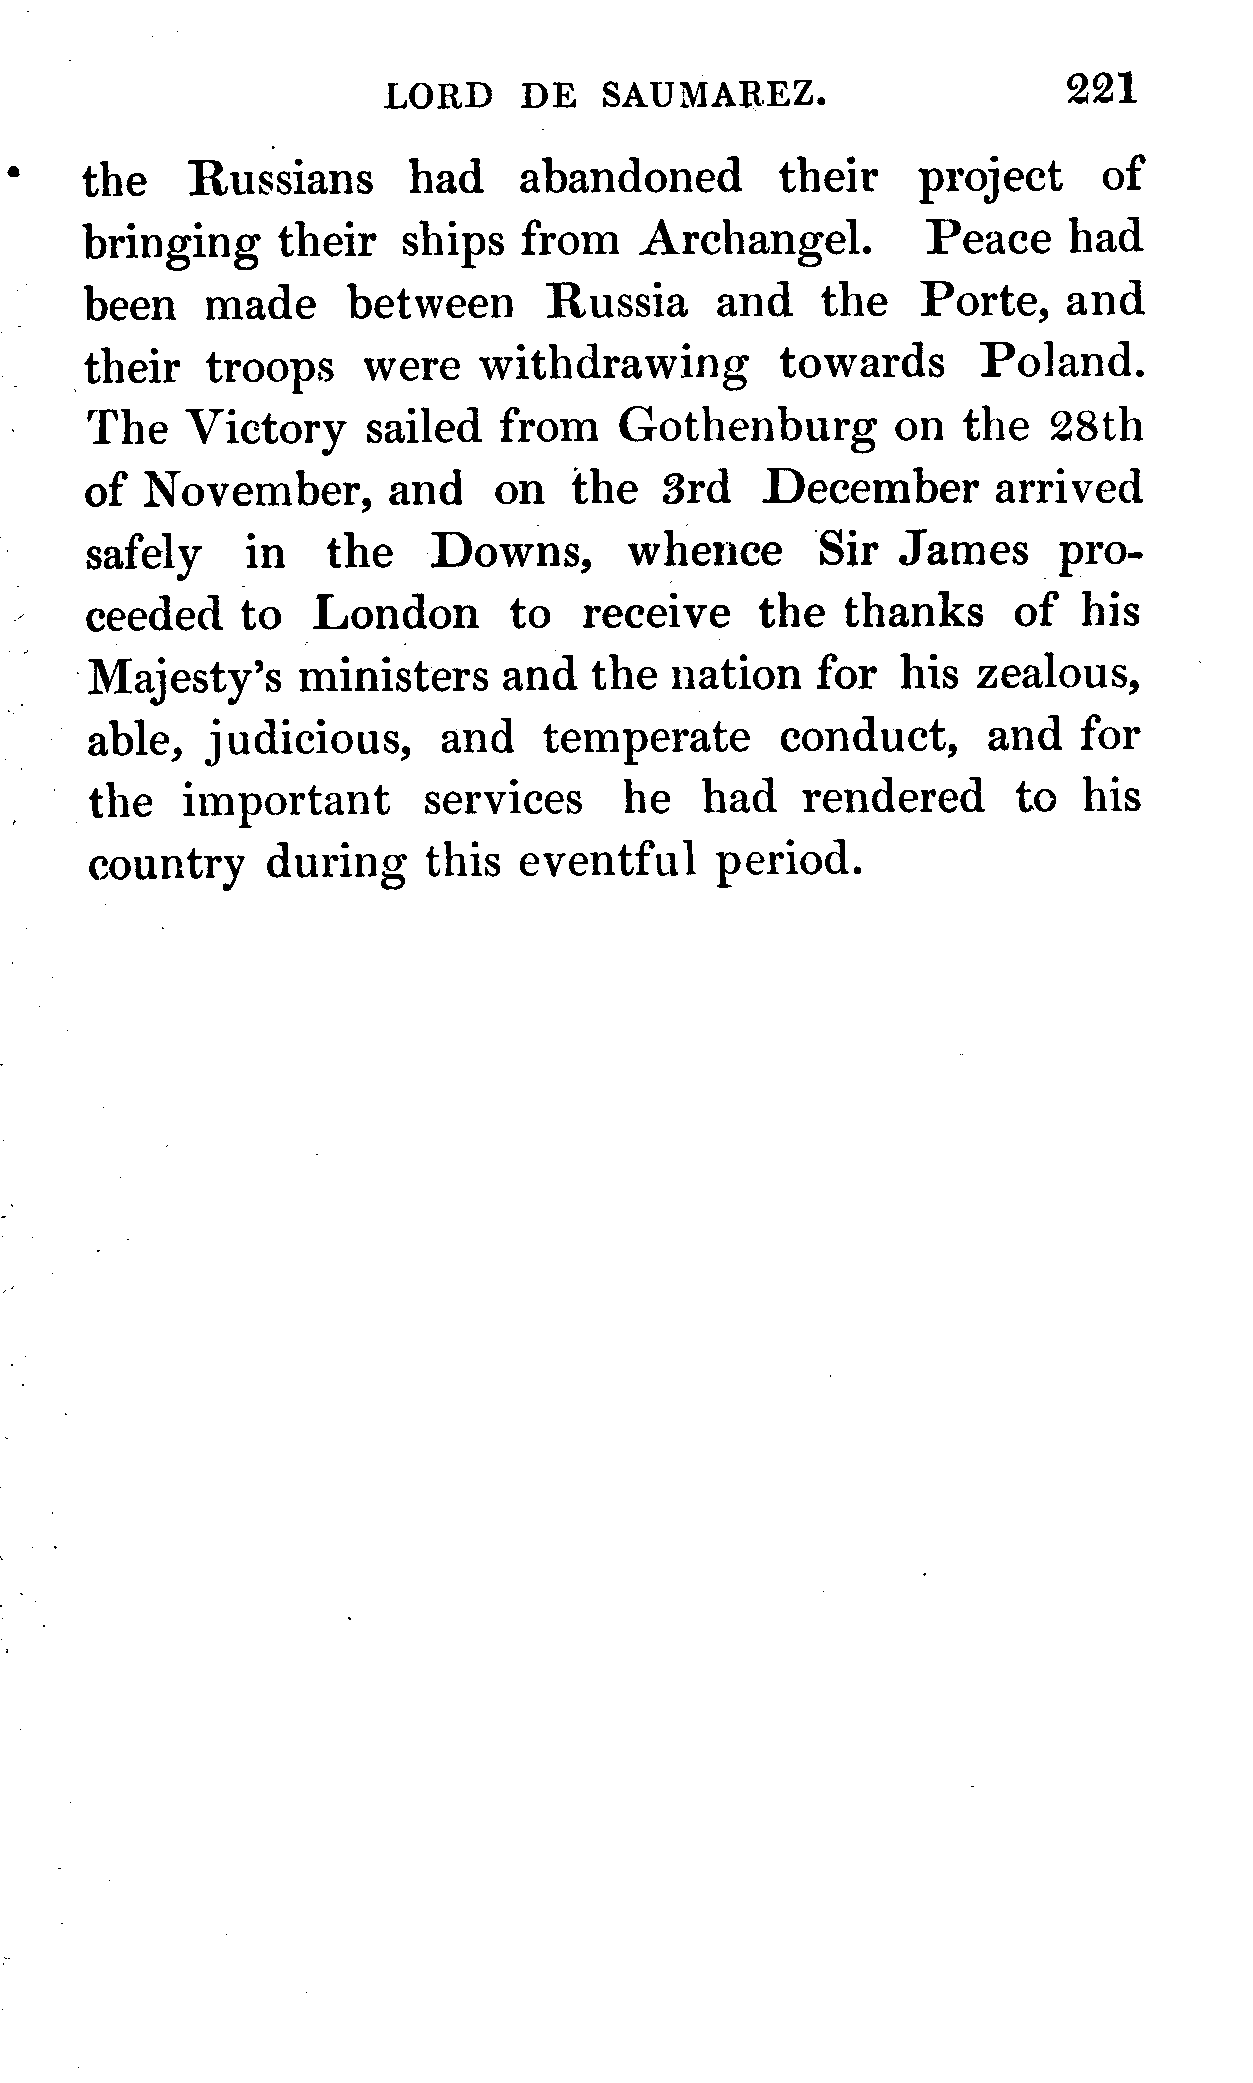 LORD DE SAUMAREZ. 221
the Russians had abandoned their project of
bringing their ships from Archangel. Peace had
been made between Russia and the Porte, and
their troops were withdrawing towards Poland.
The Victory sailed from Gothenburg on the 28th
of November, and on the 3rd December arrived
safely in the Downs, whence Sir James pro-
ceeded to London to receive the thanks of his
Majesty's ministers and the nation for his zealous,
able, judicious, and temperate conduct, and for
the important services he had rendered to his
country during this eventful period.